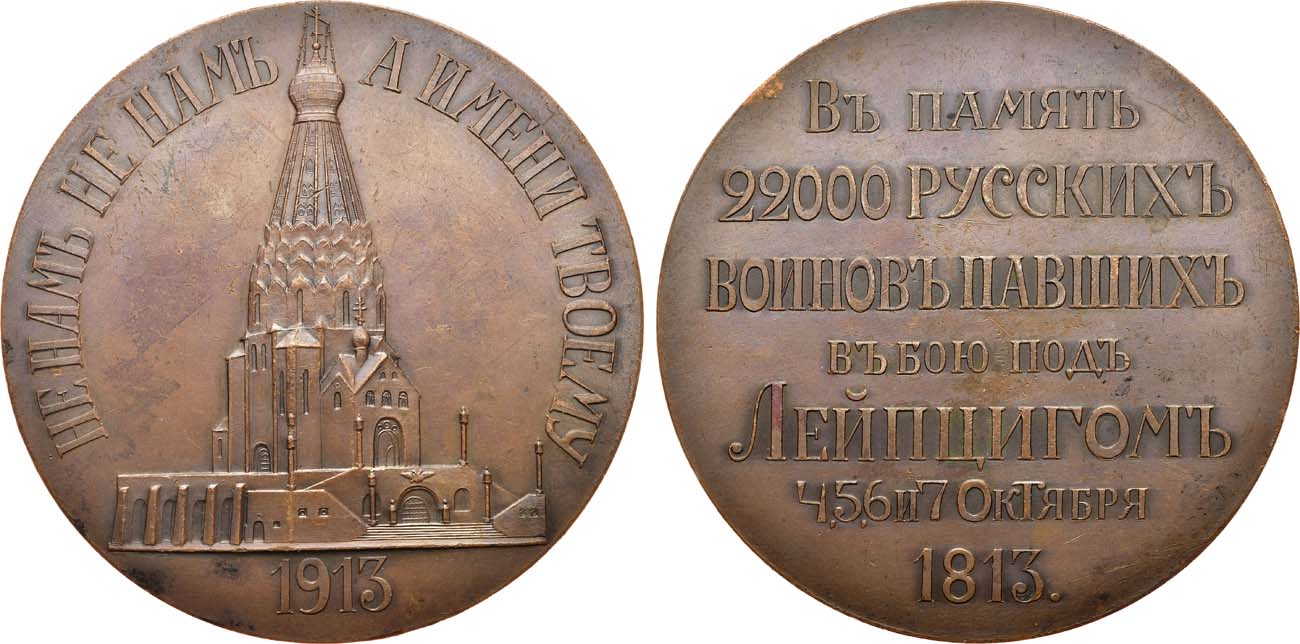 НЕ НАМЪ НЕ НАМЪ А ИМЕНИ ТВОЕМУ
1913
ВЪ ПАМЯТЬ
22000 РУССКИХЪ
ВОИНОВЪ ПАВШИХЪ
ВЪ БОЮ ПОДЪ
ЛЕЙПЦИГОМЪ
4,5,6 и 7 ОКТЯБРЯ
1813.